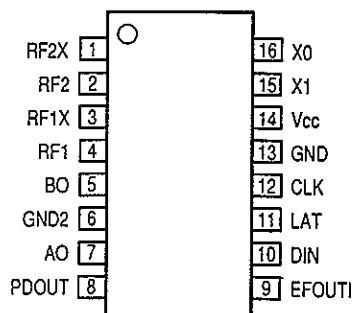 RF2X 1 16 X0
RF2 2 15 X1
RF1X 3 14 Vcc
RF1 4 13 GND
BO 5 12 CLK
GND2 6 11 LAT
AO 7 10 DIN
PDOUT 8 9 EFOUTI